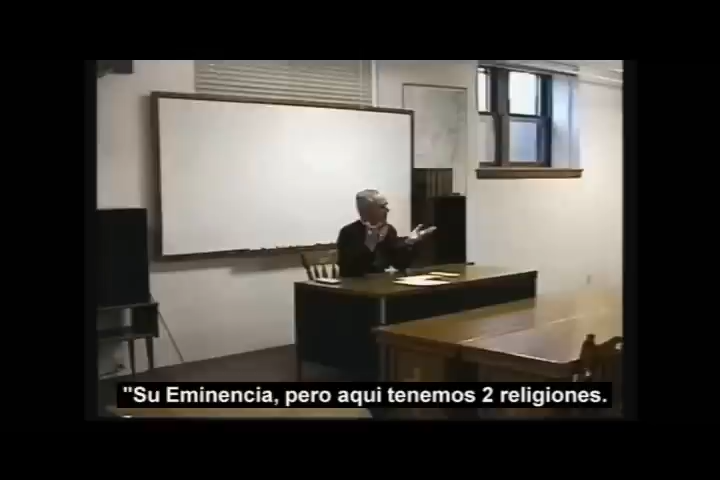 "Su Eminencia, pero aqui tenemos 2 religiones.